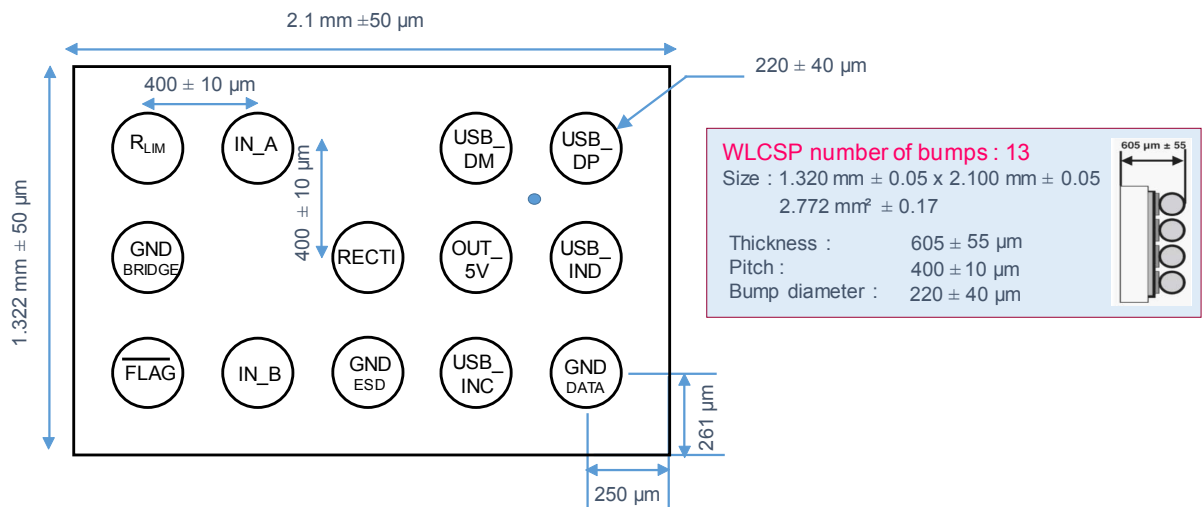 2.1 mm ±50 µm
1.322 mm ± 50 µm
400 ± 10 µm
400 ± 10 µm
220 ± 40 µm
RLIM
IN_A
USB_
DM
USB_
DP
GND
BRIDGE
RECTI
OUT_
5V
USB_
IND
FLAG
IN_B
GND
ESD
USB_
INC
GND
DATA
261 µm
250 µm
WLCSP number of bumps : 13
Size : 1.320 mm ± 0.05 x 2.100 mm ± 0.05
2.772 mm² ± 0.17
Thickness : 605 ± 55 µm
Pitch : 400 ± 10 µm
Bump diameter : 220 ± 40 µm
605 µm ± 55